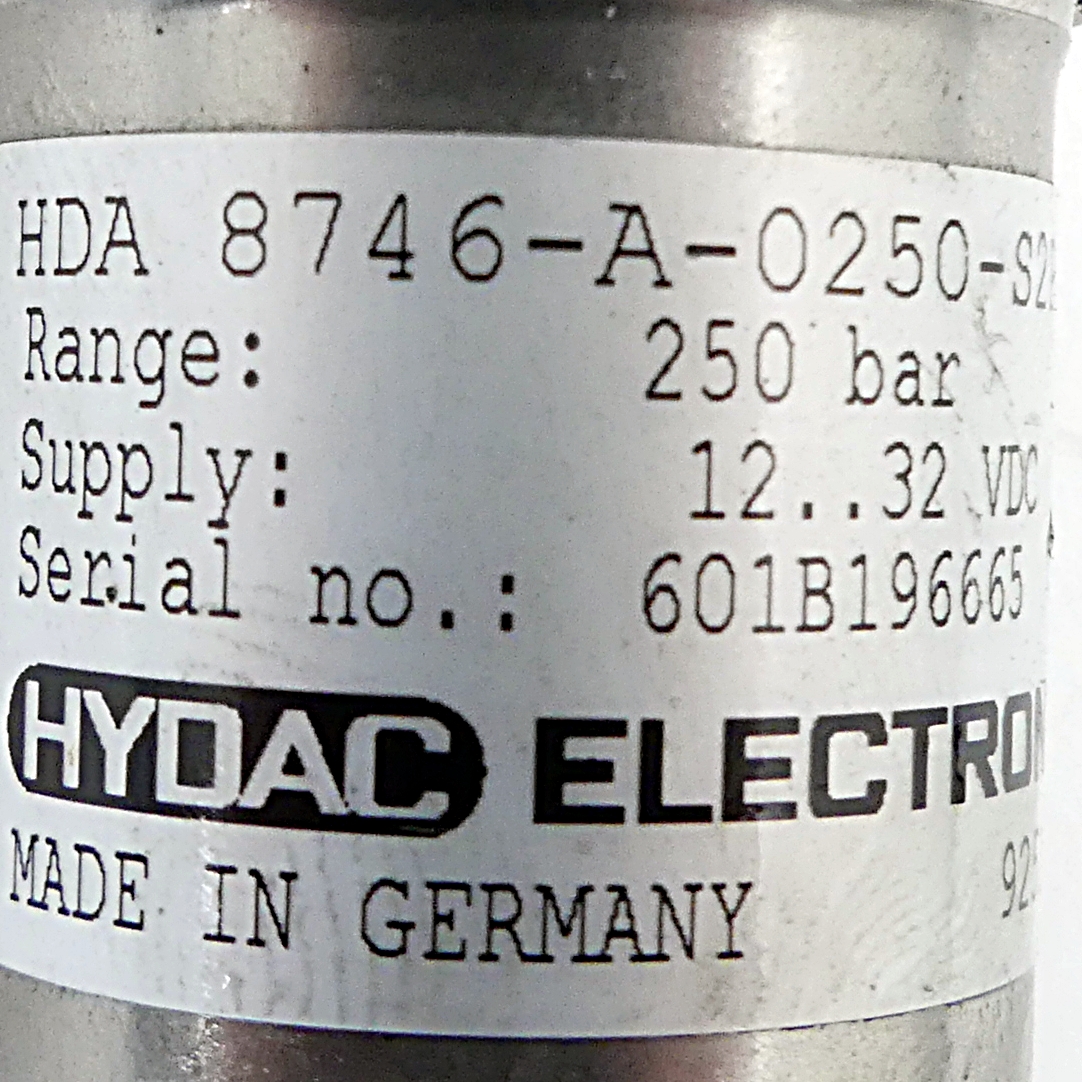 HDA 8746-A-0250-S2
Range: 250 bar
Supply: 12..32 VDC
Serial no.: 601B196665
HYDAC ELECTRON
MADE IN GERMANY 92